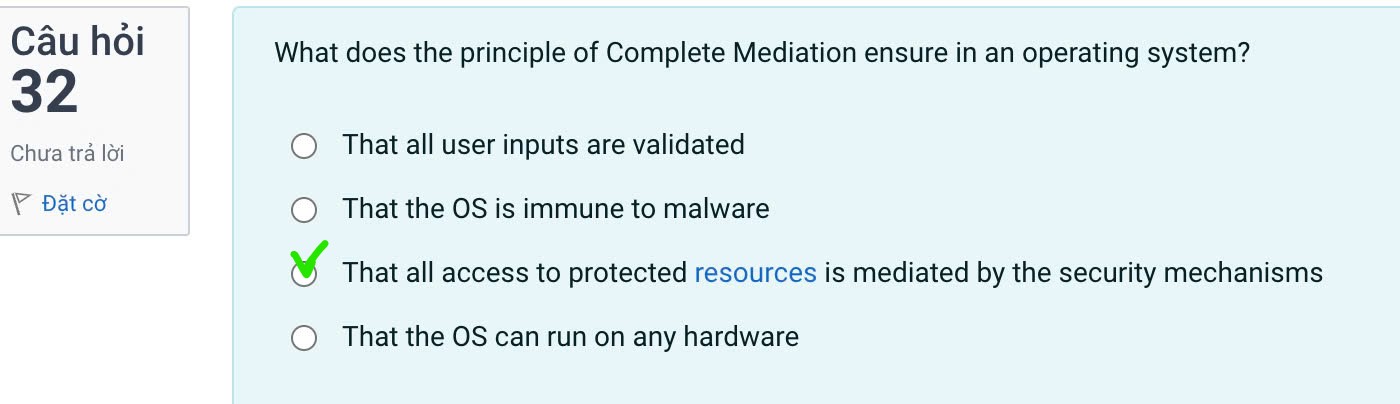 Câu hỏi
32
Chưa trả lời
Đặt cờ
What does the principle of Complete Mediation ensure in an operating system?
That all user inputs are validated
That the OS is immune to malware
That all access to protected resources is mediated by the security mechanisms
That the OS can run on any hardware